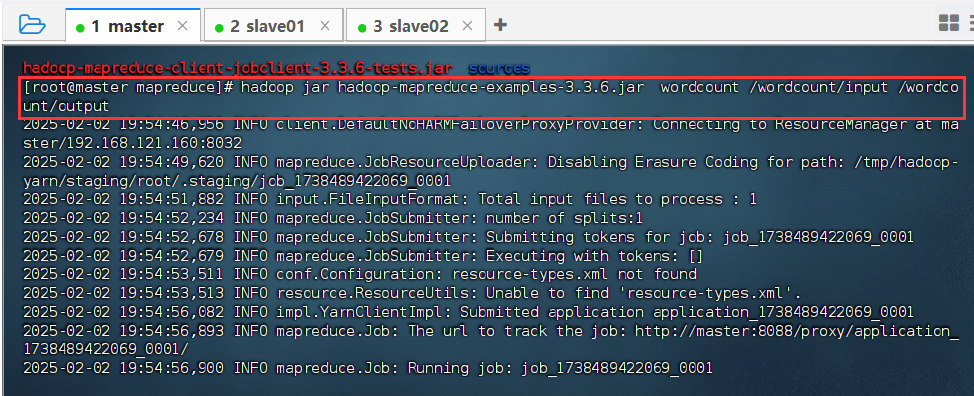 1 master × 2 slave01 × 3 slave02 × +
hadoop-mapreduce-client-jobclient-3.3.6-tests.jar sources
[root@master mapreduce]# hadoop jar hadoop-mapreduce-examples-3.3.6.jar  wordcount /wordcount/input /wordco
unt/output
2025-02-02 19:54:46,956 INFO client.DefaultNoHARMFailoverProxyProvider: Connecting to ResourceManager at ma
ster/192.168.121.160:8032
2025-02-02 19:54:49,620 INFO mapreduce.JobResourceUploader: Disabling Erasure Coding for path: /tmp/hadoop-
yarn/staging/root/.staging/job_1738489422069_0001
2025-02-02 19:54:51,882 INFO input.FileInputFormat: Total input files to process : 1
2025-02-02 19:54:52,234 INFO mapreduce.JobSubmitter: number of splits:1
2025-02-02 19:54:52,678 INFO mapreduce.JobSubmitter: Submitting tokens for job: job_1738489422069_0001
2025-02-02 19:54:52,679 INFO mapreduce.JobSubmitter: Executing with tokens: []
2025-02-02 19:54:53,511 INFO conf.Configuration: resource-types.xml not found
2025-02-02 19:54:53,513 INFO resource.ResourceUtils: Unable to find 'resource-types.xml'.
2025-02-02 19:54:56,082 INFO impl.YarnClientImpl: Submitted application application_1738489422069_0001
2025-02-02 19:54:56,893 INFO mapreduce.Job: The url to track the job: http://master:8088/proxy/application_
1738489422069_0001/
2025-02-02 19:54:56,900 INFO mapreduce.Job: Running job: job_1738489422069_0001